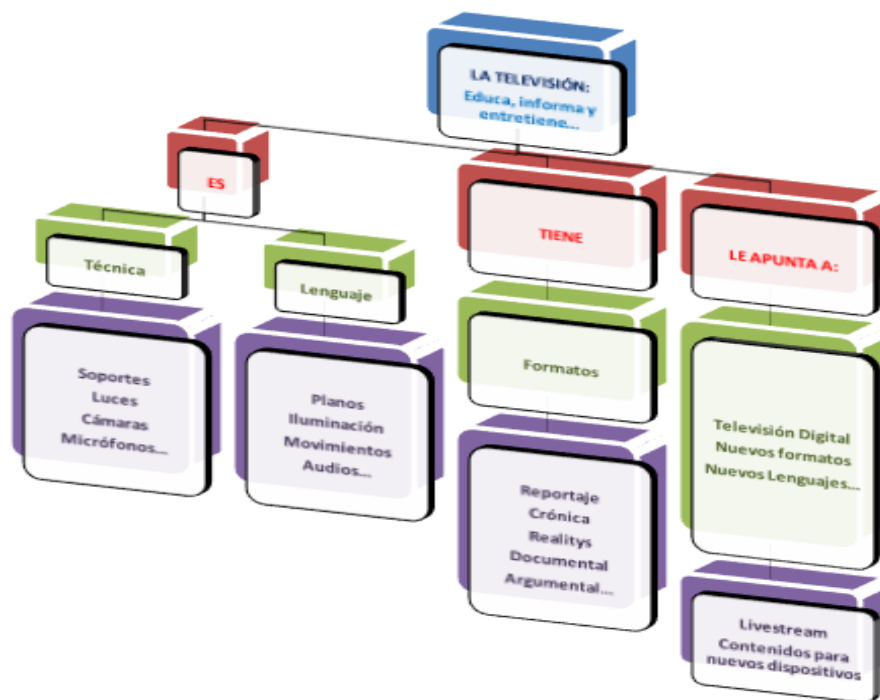 LA TELEVISIÓN:
Educa, informa y
entretiene...
ES
Técnica
Soportes
Luces
Cámaras
Micrófonos...
Lenguaje
Planos
Iluminación
Movimientos
Audios...
TIENE
Formatos
Reportaje
Crónica
Realitys
Documental
Argumental...
LE APUNTA A:
Televisión Digital
Nuevos formatos
Nuevos Lenguajes...
Livestream
Contenidos para
nuevos dispositivos